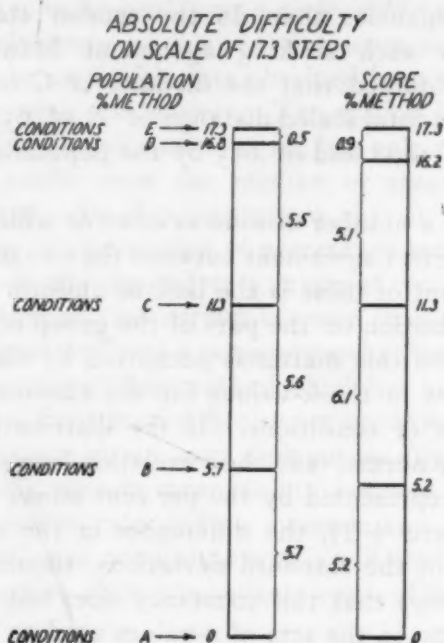 ABSOLUTE DIFFICULTY
ON SCALE OF 17.3 STEPS
POPULATION SCORE
% METHOD % METHOD
CONDITIONS E → 17.3 17.3
0.5
CONDITIONS D → 16.8 0.9
16.2
5.5 5.1
CONDITIONS C → 11.3 11.3
5.6
6.1
CONDITIONS B → 5.7
5.2
5.7 5.2
CONDITIONS A → 0 0